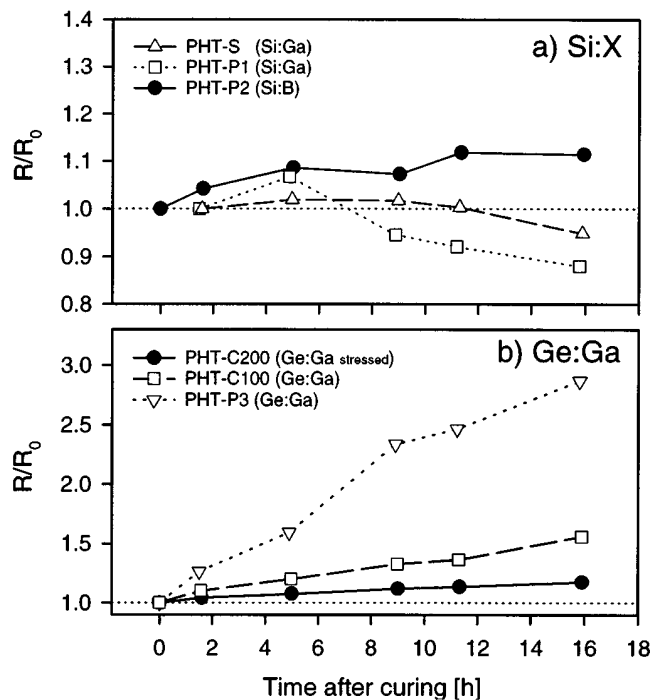 1.4
1.3
1.2
1.1
1.0
0.9
0.8
R/R0
PHT-S (Si:Ga)
PHT-P1 (Si:Ga)
PHT-P2 (Si:B)
a) Si:X
3.0
2.5
2.0
1.5
1.0
R/R0
PHT-C200 (Ge:Ga stressed)
PHT-C100 (Ge:Ga)
PHT-P3 (Ge:Ga)
b) Ge:Ga
0 2 4 6 8 10 12 14 16 18
Time after curing [h]